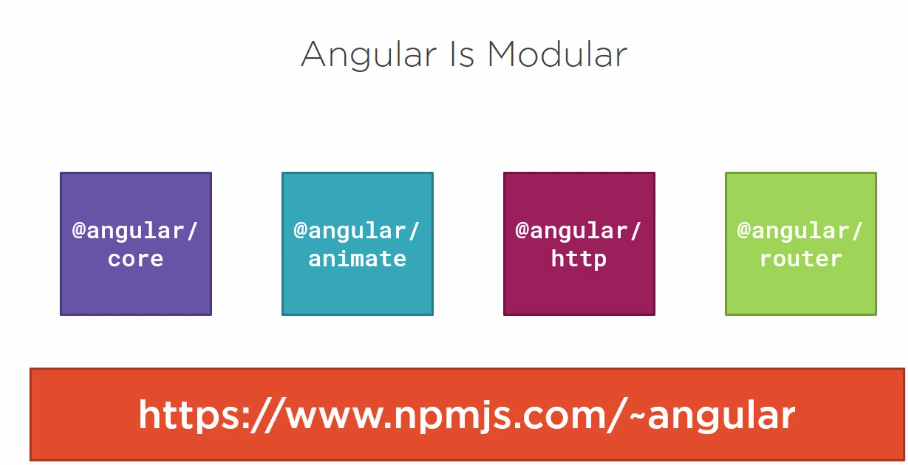 Angular Is Modular
@angular/
core
@angular/
animate
@angular/
http
@angular/
router
https://www.npmjs.com/~angular